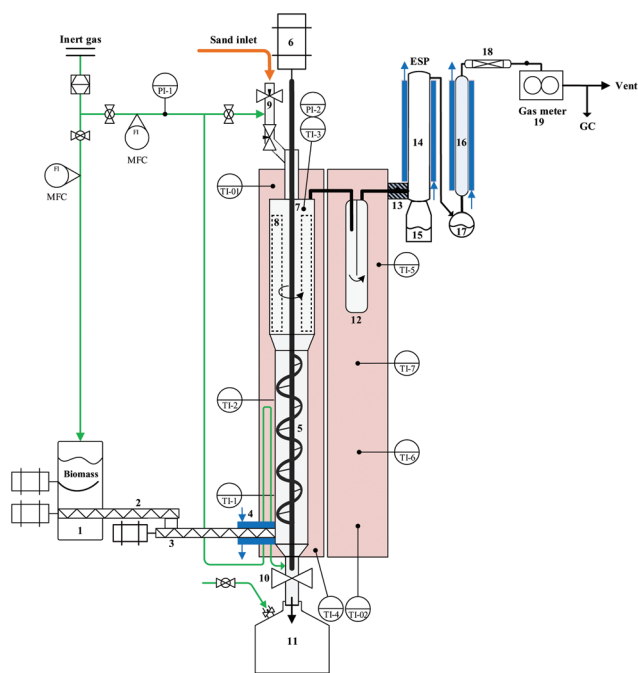 Inert gas
Sand inlet
6
ESP
18
Vent
Gas meter
19
GC
PI-1
PI-2
TI-3
9
FI
MFC
FI
MFC
14
16
TI-01
7
8
13
15
17
12
TI-5
TI-7
TI-2
5
TI-6
Biomass
TI-1
2
4
1
3
10
TI-4
TI-02
11